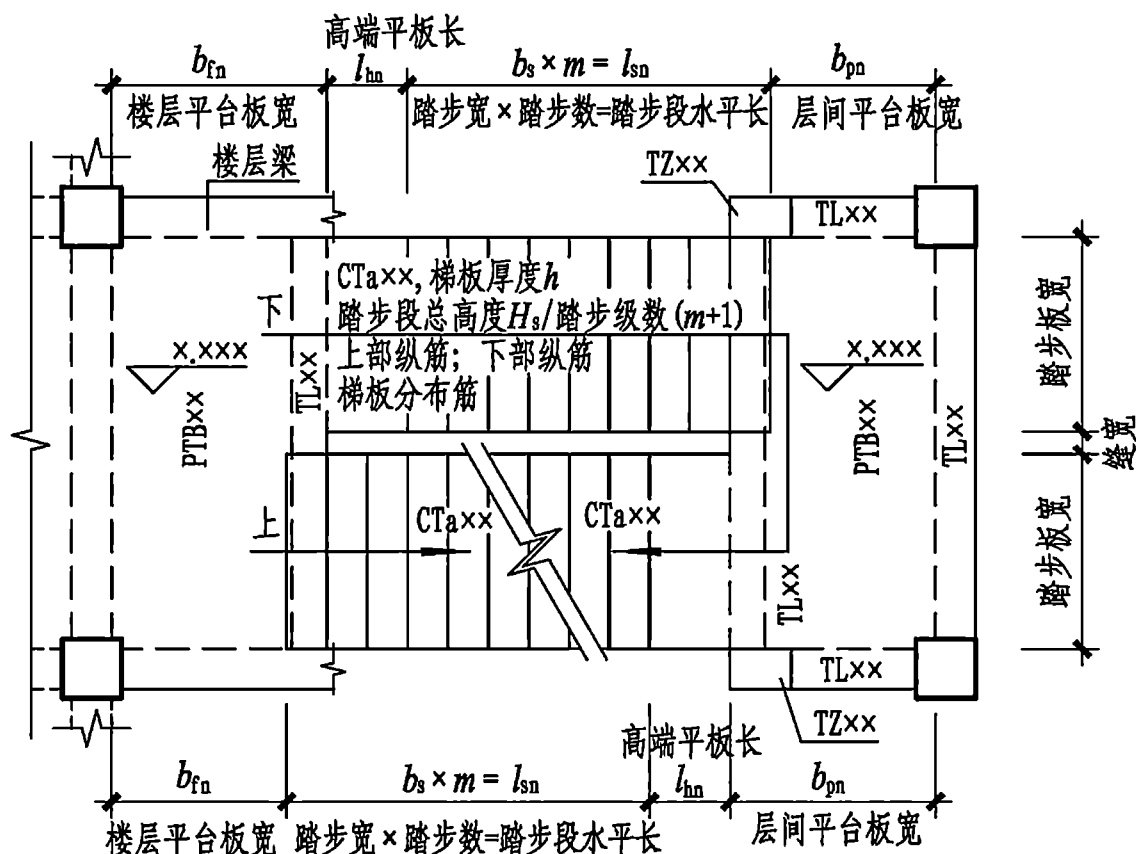 高端平板长
b_fn
l_hn
b_s × m = l_sn
b_pn
楼层平台板宽
踏步宽×踏步数=踏步段水平长
层间平台板宽
楼层梁
TZ××
TL××
CTa××, 梯板厚度h
踏步段总高度H_s/踏步级数(m+1)
上部纵筋; 下部纵筋
梯板分布筋
下
×.×××
PTB××
TL××
×.×××
PTB××
TL××
踏步板宽
缝宽
踏步板宽
上
CTa××
CTa××
TL××
TL××
TZ××
高端平板长
b_fn
b_s × m = l_sn
l_hn
b_pn
楼层平台板宽
踏步宽×踏步数=踏步段水平长
层间平台板宽